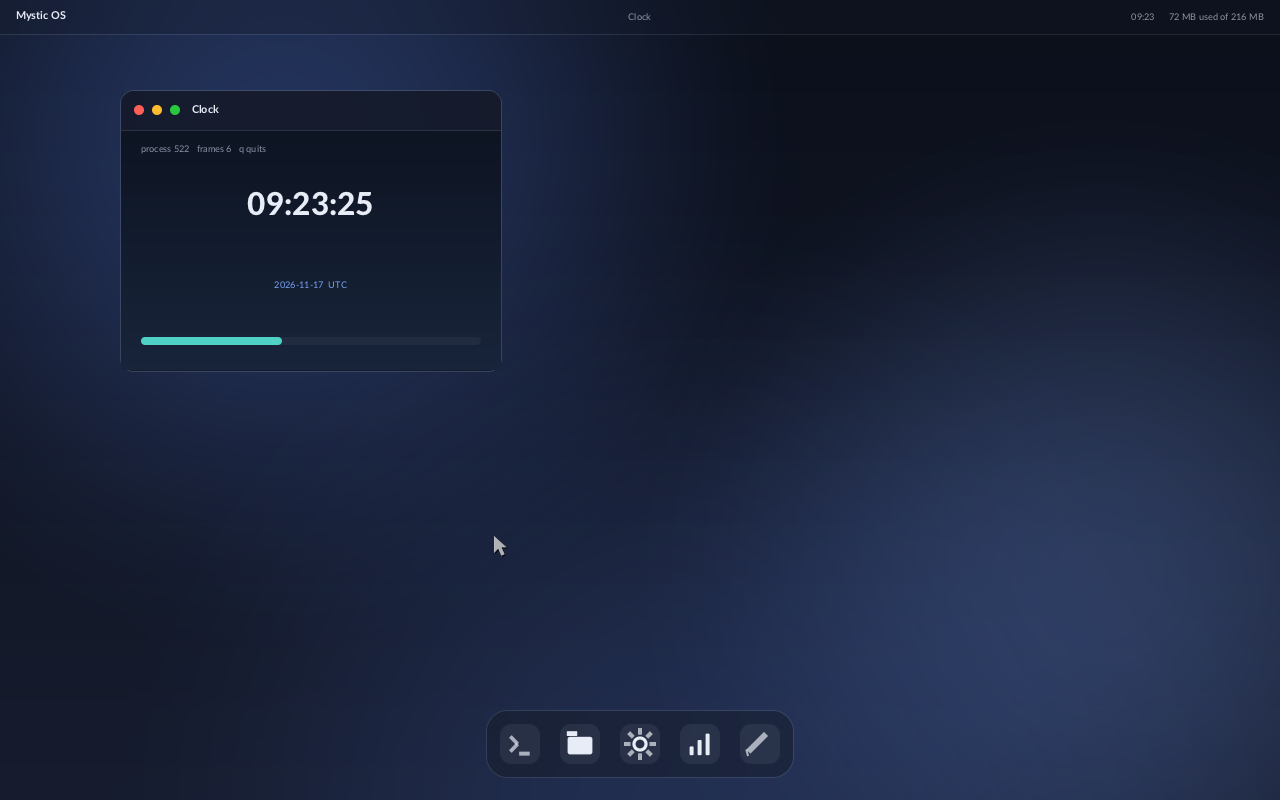 Mystic OS
Clock
09:23 72 MB used of 216 MB
Clock
process 522 frames 6 q quits
09:23:25
2026-11-17 UTC